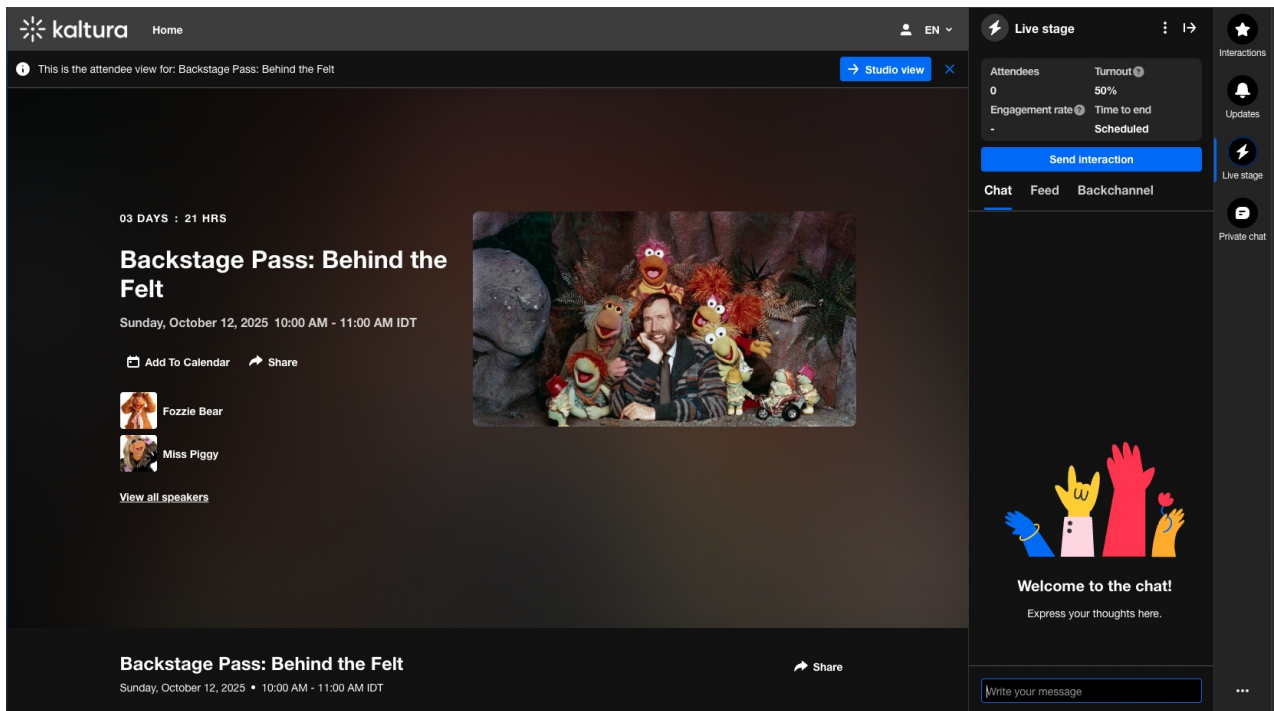 kaltura
Home
EN
This is the attendee view for: Backstage Pass: Behind the Felt
Studio view
03 DAYS : 21 HRS
Backstage Pass: Behind the
Felt
Sunday, October 12, 2025 10:00 AM - 11:00 AM IDT
Add To Calendar
Share
Fozzie Bear
Miss Piggy
View all speakers
Backstage Pass: Behind the Felt
Share
Sunday, October 12, 2025 • 10:00 AM - 11:00 AM IDT
Live stage
Attendees
Turnout ?
0
50%
Engagement rate ?
Time to end
-
Scheduled
Send interaction
Chat
Feed
Backchannel
Welcome to the chat!
Express your thoughts here.
Write your message
Interactions
Updates
Live stage
Private chat